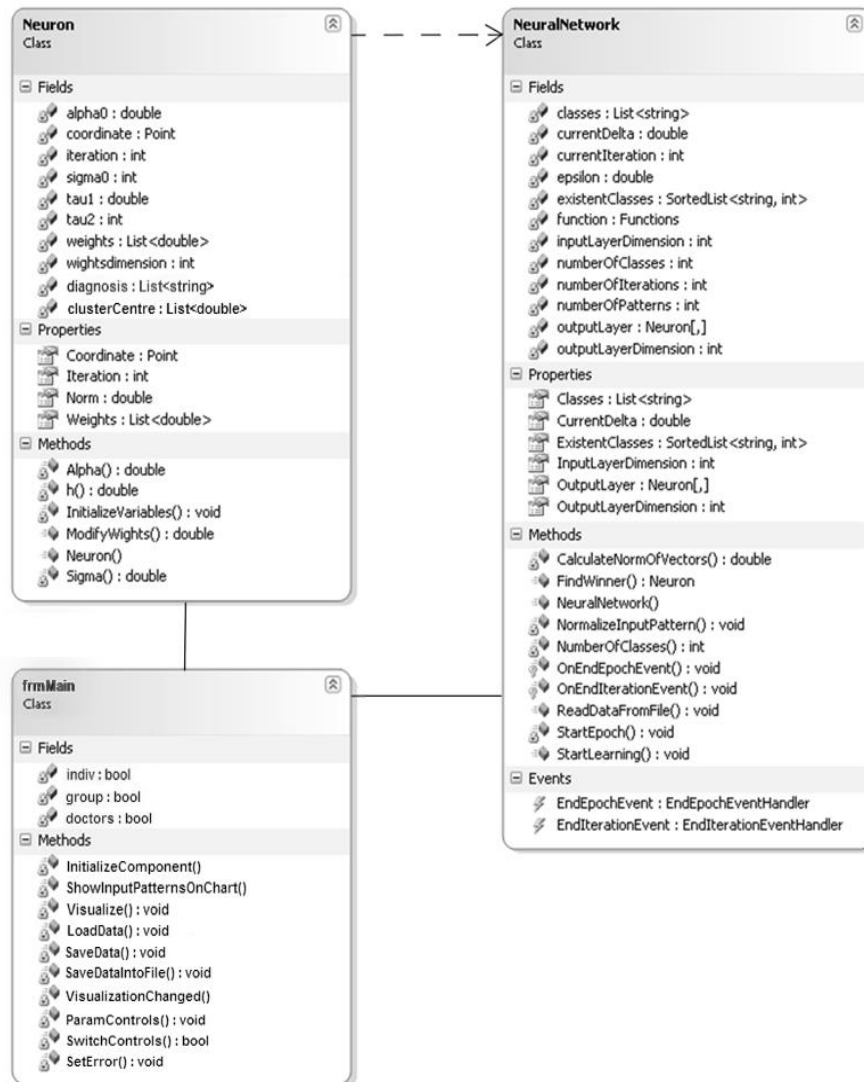 Neuron
Class
Fields
alpha0 : double
coordinate : Point
iteration : int
sigma0 : int
tau1 : double
tau2 : int
weights : List<double>
wightsdimension : int
diagnosis : List<string>
clusterCentre : List<double>
Properties
Coordinate : Point
Iteration : int
Norm : double
Weights : List<double>
Methods
Alpha() : double
h() : double
InitializeVariables() : void
ModifyWights() : double
Neuron()
Sigma() : double
NeuralNetwork
Class
Fields
classes : List<string>
currentDelta : double
currentIteration : int
epsilon : double
existentClasses : SortedList<string, int>
function : Functions
inputLayerDimension : int
numberOfClasses : int
numberOfIterations : int
numberOfPatterns : int
outputLayer : Neuron[,]
outputLayerDimension : int
Properties
Classes : List<string>
CurrentDelta : double
ExistentClasses : SortedList<string, int>
InputLayerDimension : int
OutputLayer : Neuron[,]
OutputLayerDimension : int
Methods
CalculateNormOfVectors() : double
FindWinner() : Neuron
NeuralNetwork()
NormalizeInputPattern() : void
NumberOfClasses() : int
OnEndEpochEvent() : void
OnEndIterationEvent() : void
ReadDataFromFile() : void
StartEpoch() : void
StartLearning() : void
Events
EndEpochEvent : EndEpochEventHandler
EndIterationEvent : EndIterationEventHandler
frmMain
Class
Fields
indiv : bool
group : bool
doctors : bool
Methods
InitializeComponent()
ShowInputPatternsOnChart()
Visualize() : void
LoadData() : void
SaveData() : void
SaveDataIntoFile() : void
VisualizationChanged()
ParamControls() : void
SwitchControls() : bool
SetError() : void